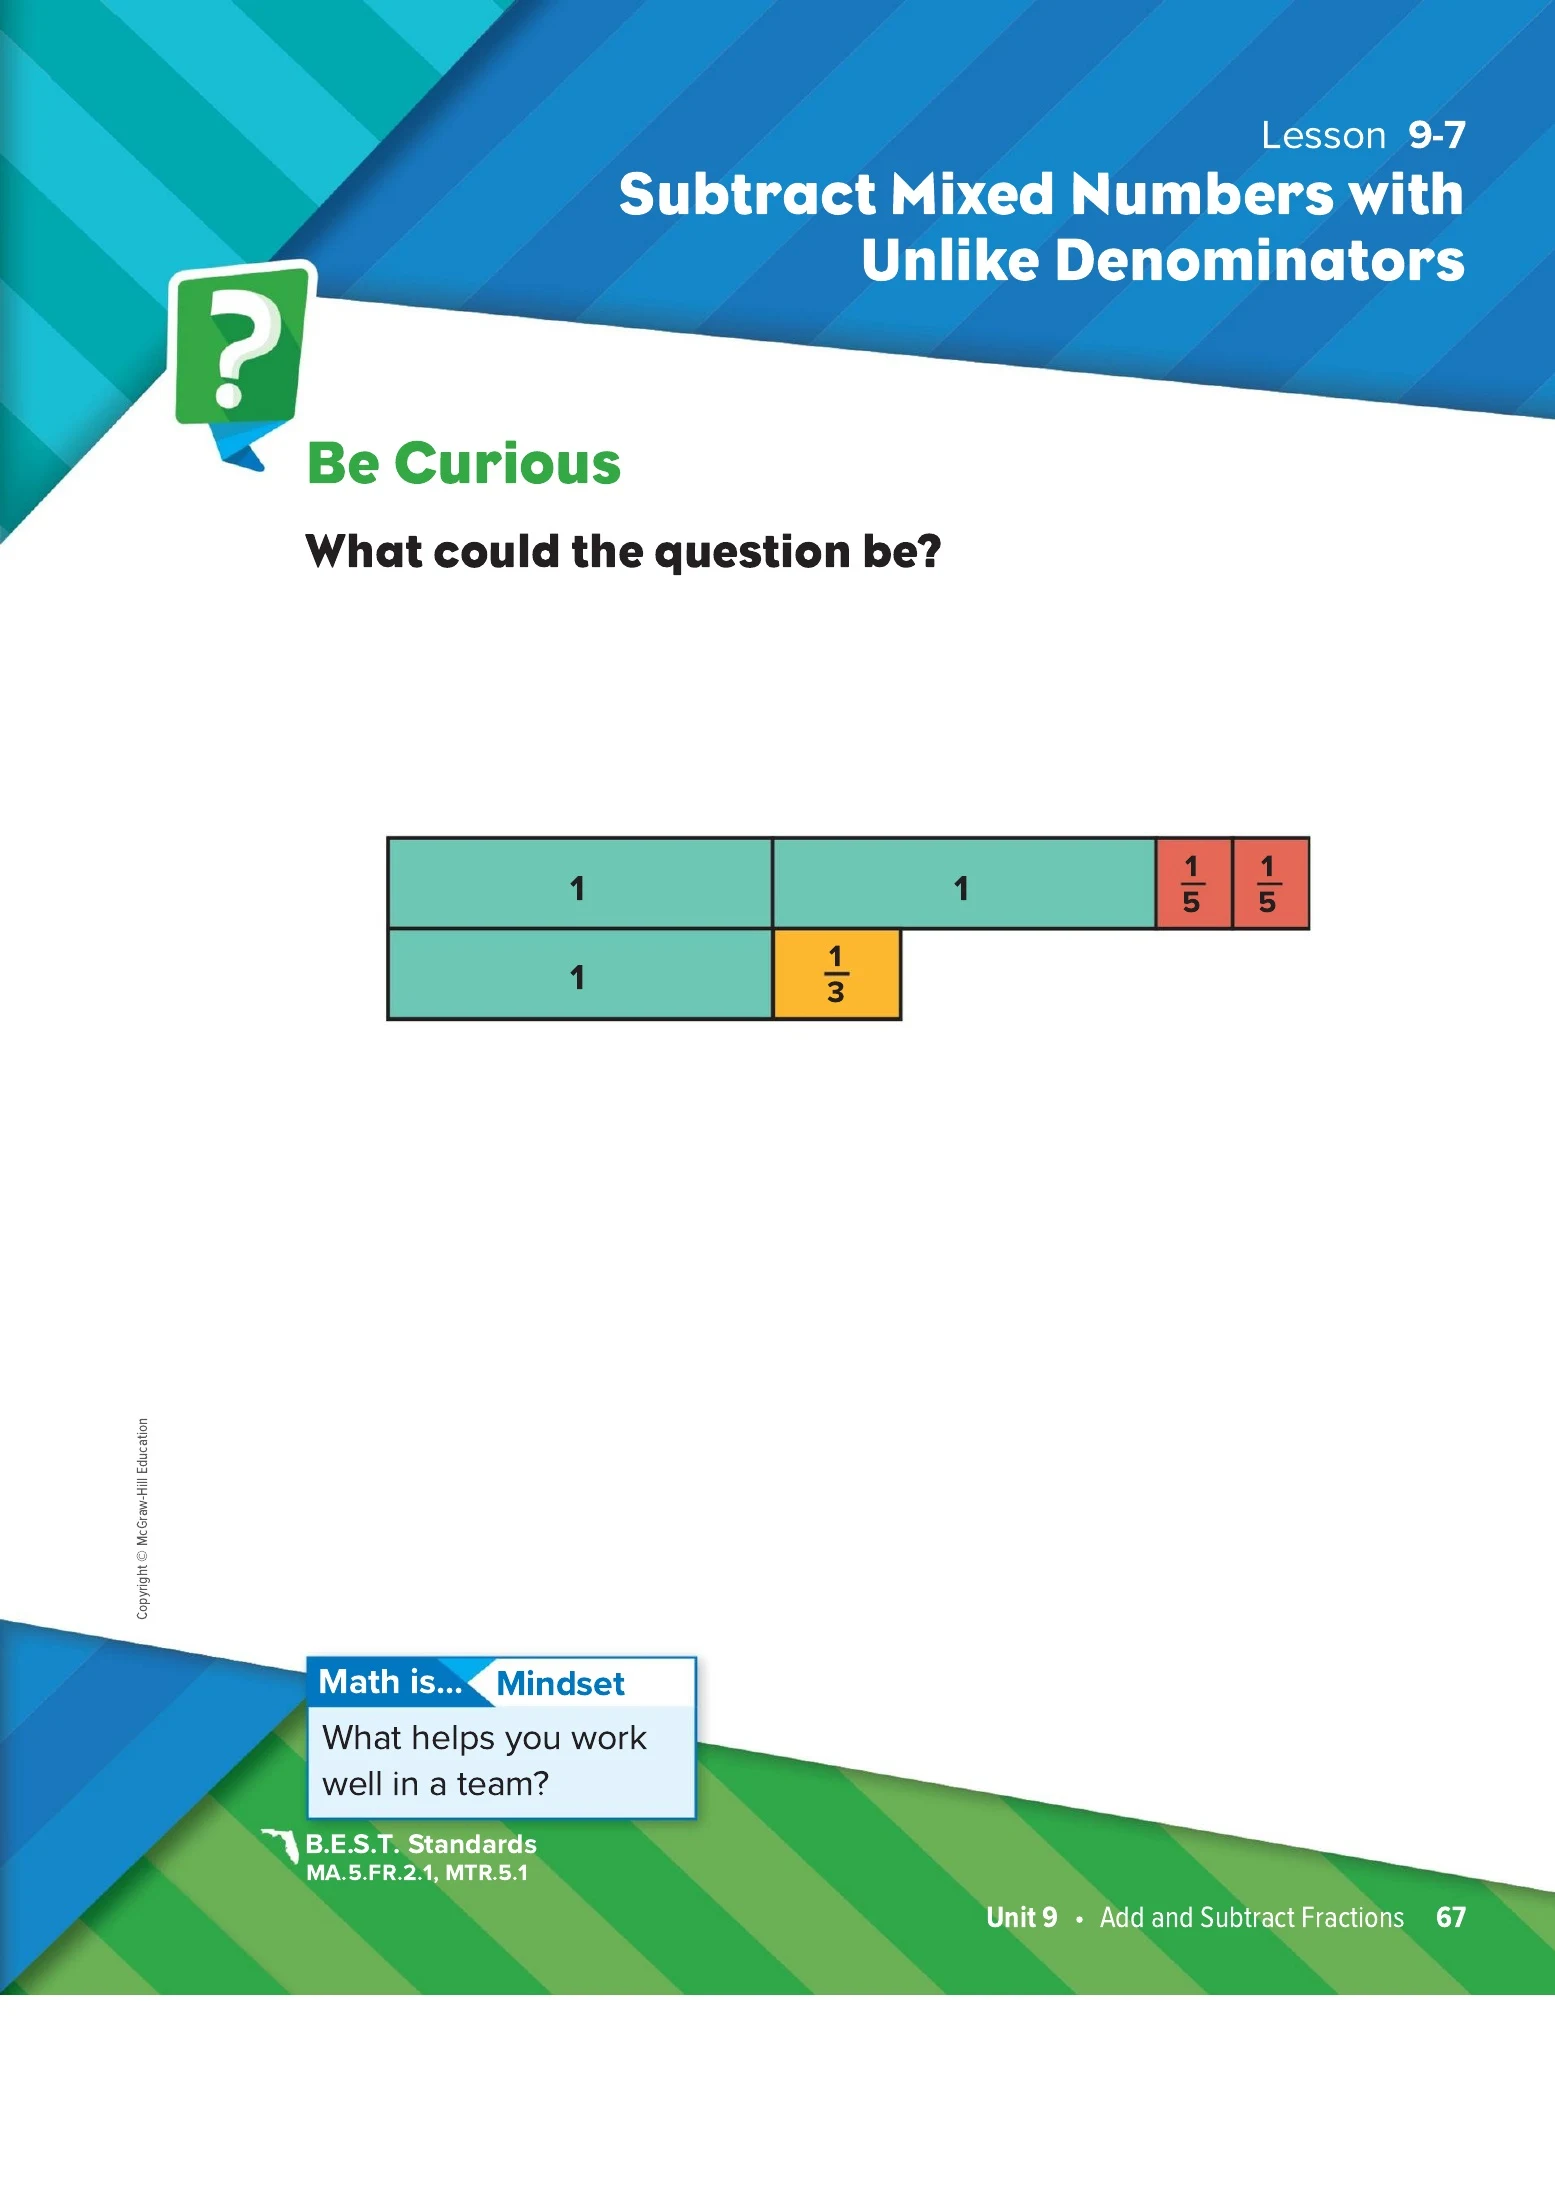 Lesson 9-7
Subtract Mixed Numbers with
Unlike Denominators
?
Be Curious
What could the question be?
1 1 1/5 1/5
1 1/3
Copyright © McGraw-Hill Education
Math is... Mindset
What helps you work
well in a team?
B.E.S.T. Standards
MA.5.FR.2.1, MTR.5.1
Unit 9 • Add and Subtract Fractions 67